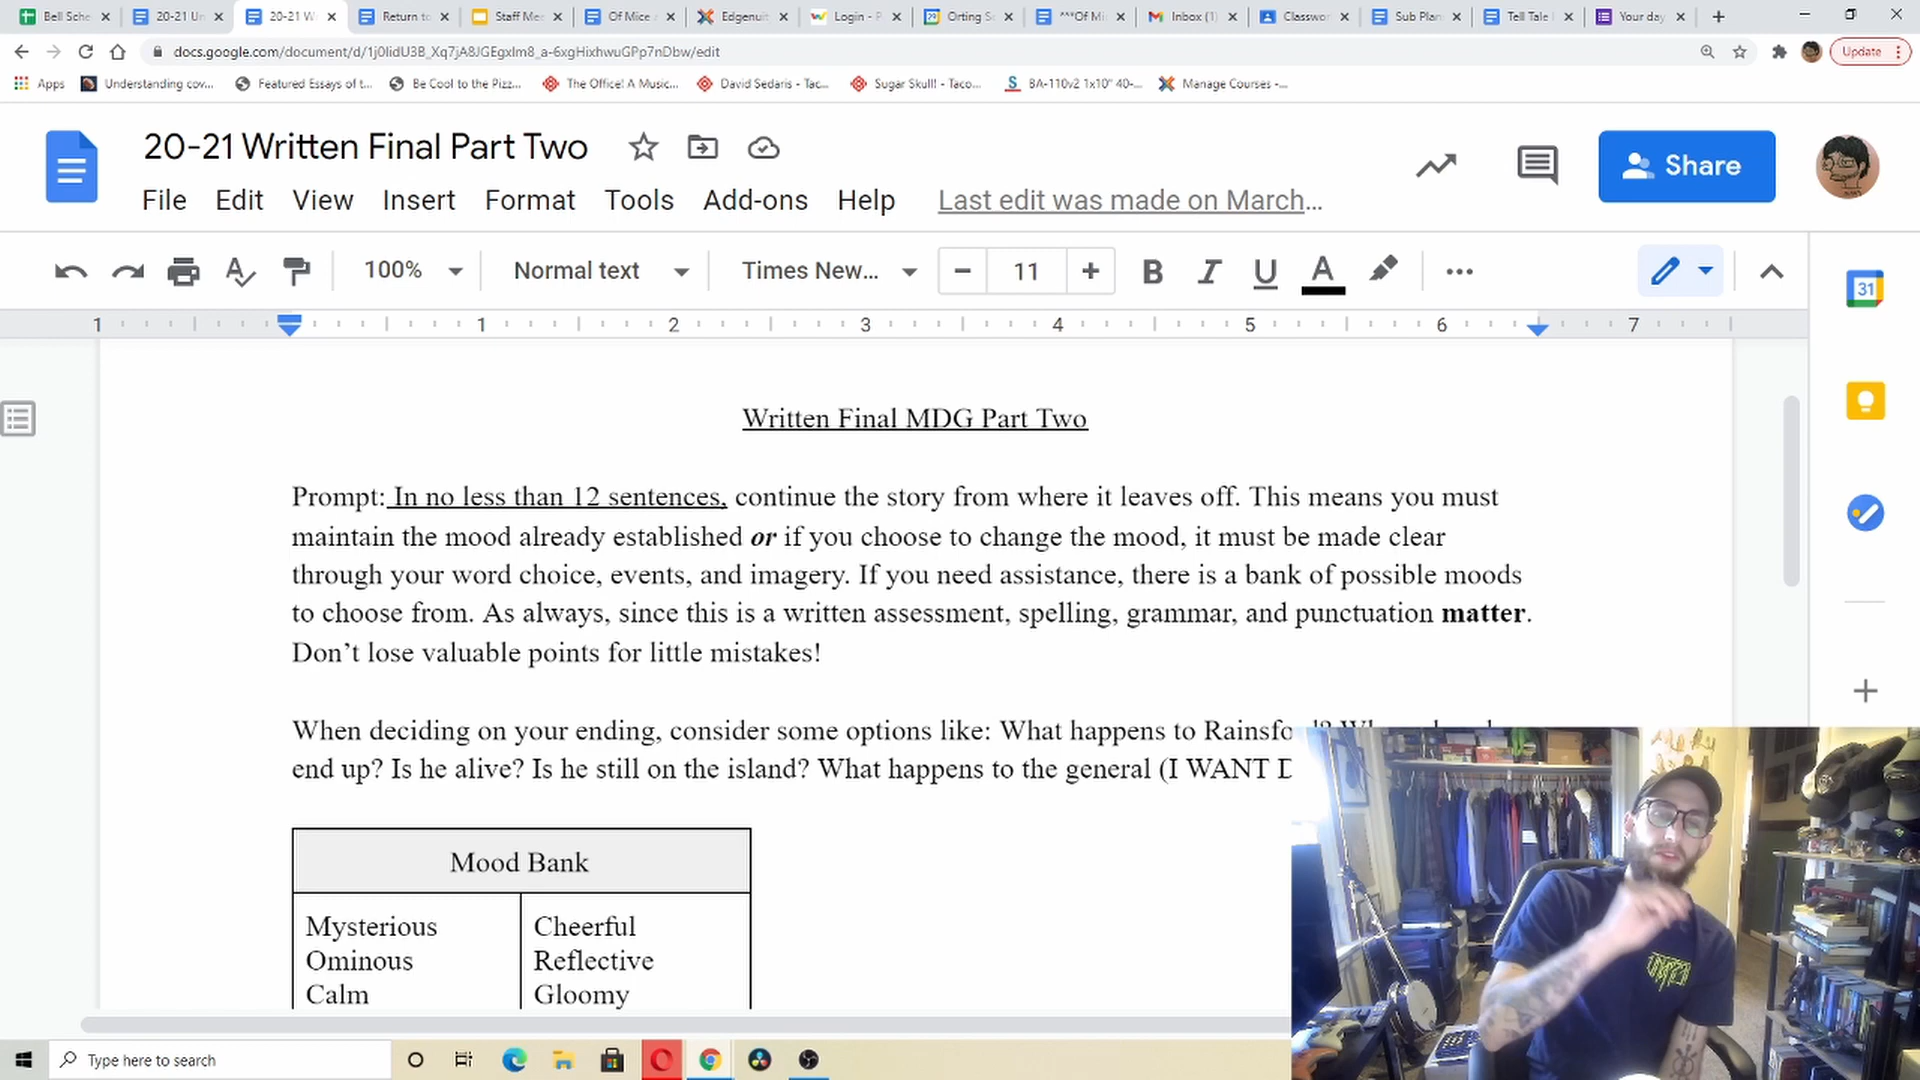 Bell Sche
20-21 Un
20-21 W
Return to
Staff Me
Of Mice
Edgenuit
Login - P
Orting S
***Of Mi
Inbox (1)
Classwor
Sub Plan
Tell Tale
Your day
docs.google.com/document/d/1j0lidU3B_Xq7jA8JGEgxlm8_a-6xgHixhwuGPp7nDbw/edit
Update
Apps
Understanding cov...
Featured Essays of t...
Be Cool to the Pizz...
The Office! A Music...
David Sedaris - Tac...
Sugar Skull! - Taco...
BA-110v2 1x10" 40-...
Manage Courses -...
20-21 Written Final Part Two
Share
File Edit View Insert Format Tools Add-ons Help Last edit was made on March...
100% Normal text Times New... 11 B I U A
31
1 1 2 3 4 5 6 7
Written Final MDG Part Two
Prompt: In no less than 12 sentences, continue the story from where it leaves off. This means you must
maintain the mood already established or if you choose to change the mood, it must be made clear
through your word choice, events, and imagery. If you need assistance, there is a bank of possible moods
to choose from. As always, since this is a written assessment, spelling, grammar, and punctuation matter.
Don’t lose valuable points for little mistakes!
When deciding on your ending, consider some options like: What happens to Rainsfo
end up? Is he alive? Is he still on the island? What happens to the general (I WANT
Mood Bank
Mysterious
Ominous
Calm
Cheerful
Reflective
Gloomy
Type here to search